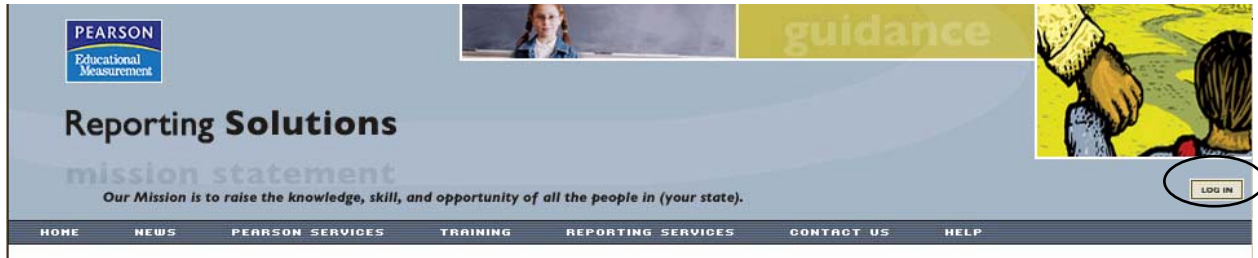 PEARSON
Educational
Measurement
guidance
Reporting Solutions
mission statement
Our Mission is to raise the knowledge, skill, and opportunity of all the people in (your state).
LOG IN
HOME NEWS PEARSON SERVICES TRAINING REPORTING SERVICES CONTACT US HELP